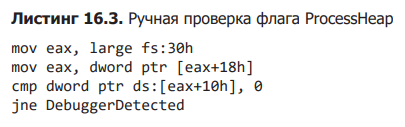 Листинг 16.3. Ручная проверка флага ProcessHeap
mov eax, large fs:30h
mov eax, dword ptr [eax+18h]
cmp dword ptr ds:[eax+10h], 0
jne DebuggerDetected